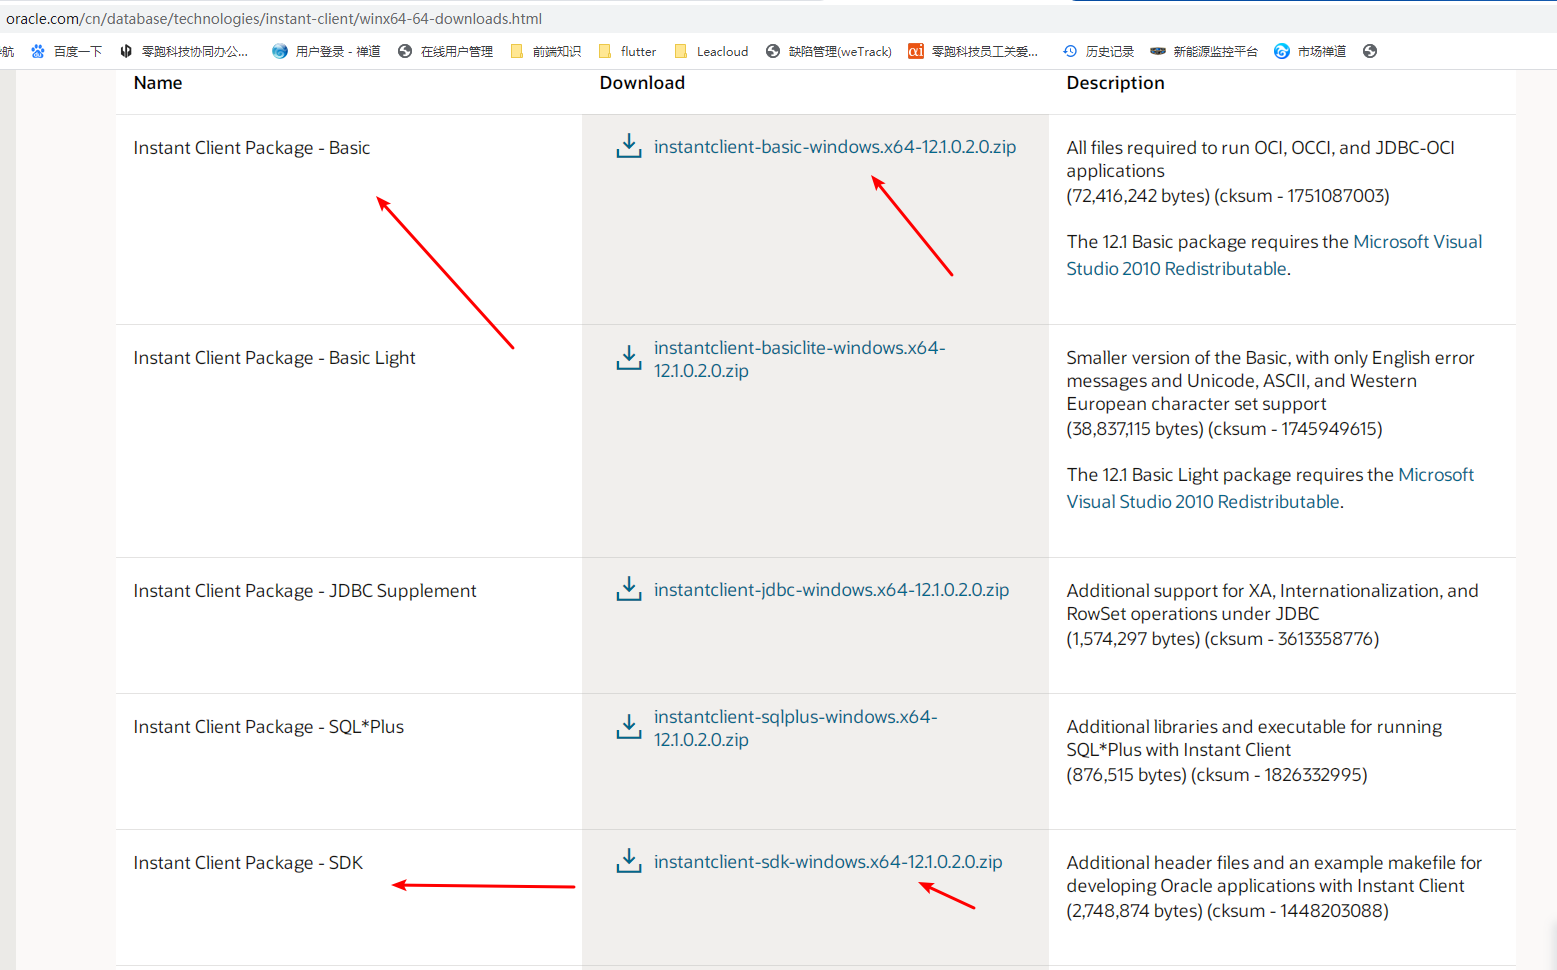 oracle.com/cn/database/technologies/instant-client/winx64-64-downloads.html
导航 百度一下 零跑科技协同办公... 用户登录 - 禅道 在线用户管理 前端知识 flutter Leacloud 缺陷管理(weTrack) αi 零跑科技员工关爱... 历史记录 新能源监控平台 市场禅道
Name Download Description
Instant Client Package - Basic
instantclient-basic-windows.x64-12.1.0.2.0.zip
All files required to run OCI, OCCI, and JDBC-OCI
applications
(72,416,242 bytes) (cksum - 1751087003)
The 12.1 Basic package requires the Microsoft Visual
Studio 2010 Redistributable.
Instant Client Package - Basic Light
instantclient-basiclite-windows.x64-
12.1.0.2.0.zip
Smaller version of the Basic, with only English error
messages and Unicode, ASCII, and Western
European character set support
(38,837,115 bytes) (cksum - 1745949615)
The 12.1 Basic Light package requires the Microsoft
Visual Studio 2010 Redistributable.
Instant Client Package - JDBC Supplement
instantclient-jdbc-windows.x64-12.1.0.2.0.zip
Additional support for XA, Internationalization, and
RowSet operations under JDBC
(1,574,297 bytes) (cksum - 3613358776)
Instant Client Package - SQL*Plus
instantclient-sqlplus-windows.x64-
12.1.0.2.0.zip
Additional libraries and executable for running
SQL*Plus with Instant Client
(876,515 bytes) (cksum - 1826332995)
Instant Client Package - SDK
instantclient-sdk-windows.x64-12.1.0.2.0.zip
Additional header files and an example makefile for
developing Oracle applications with Instant Client
(2,748,874 bytes) (cksum - 1448203088)